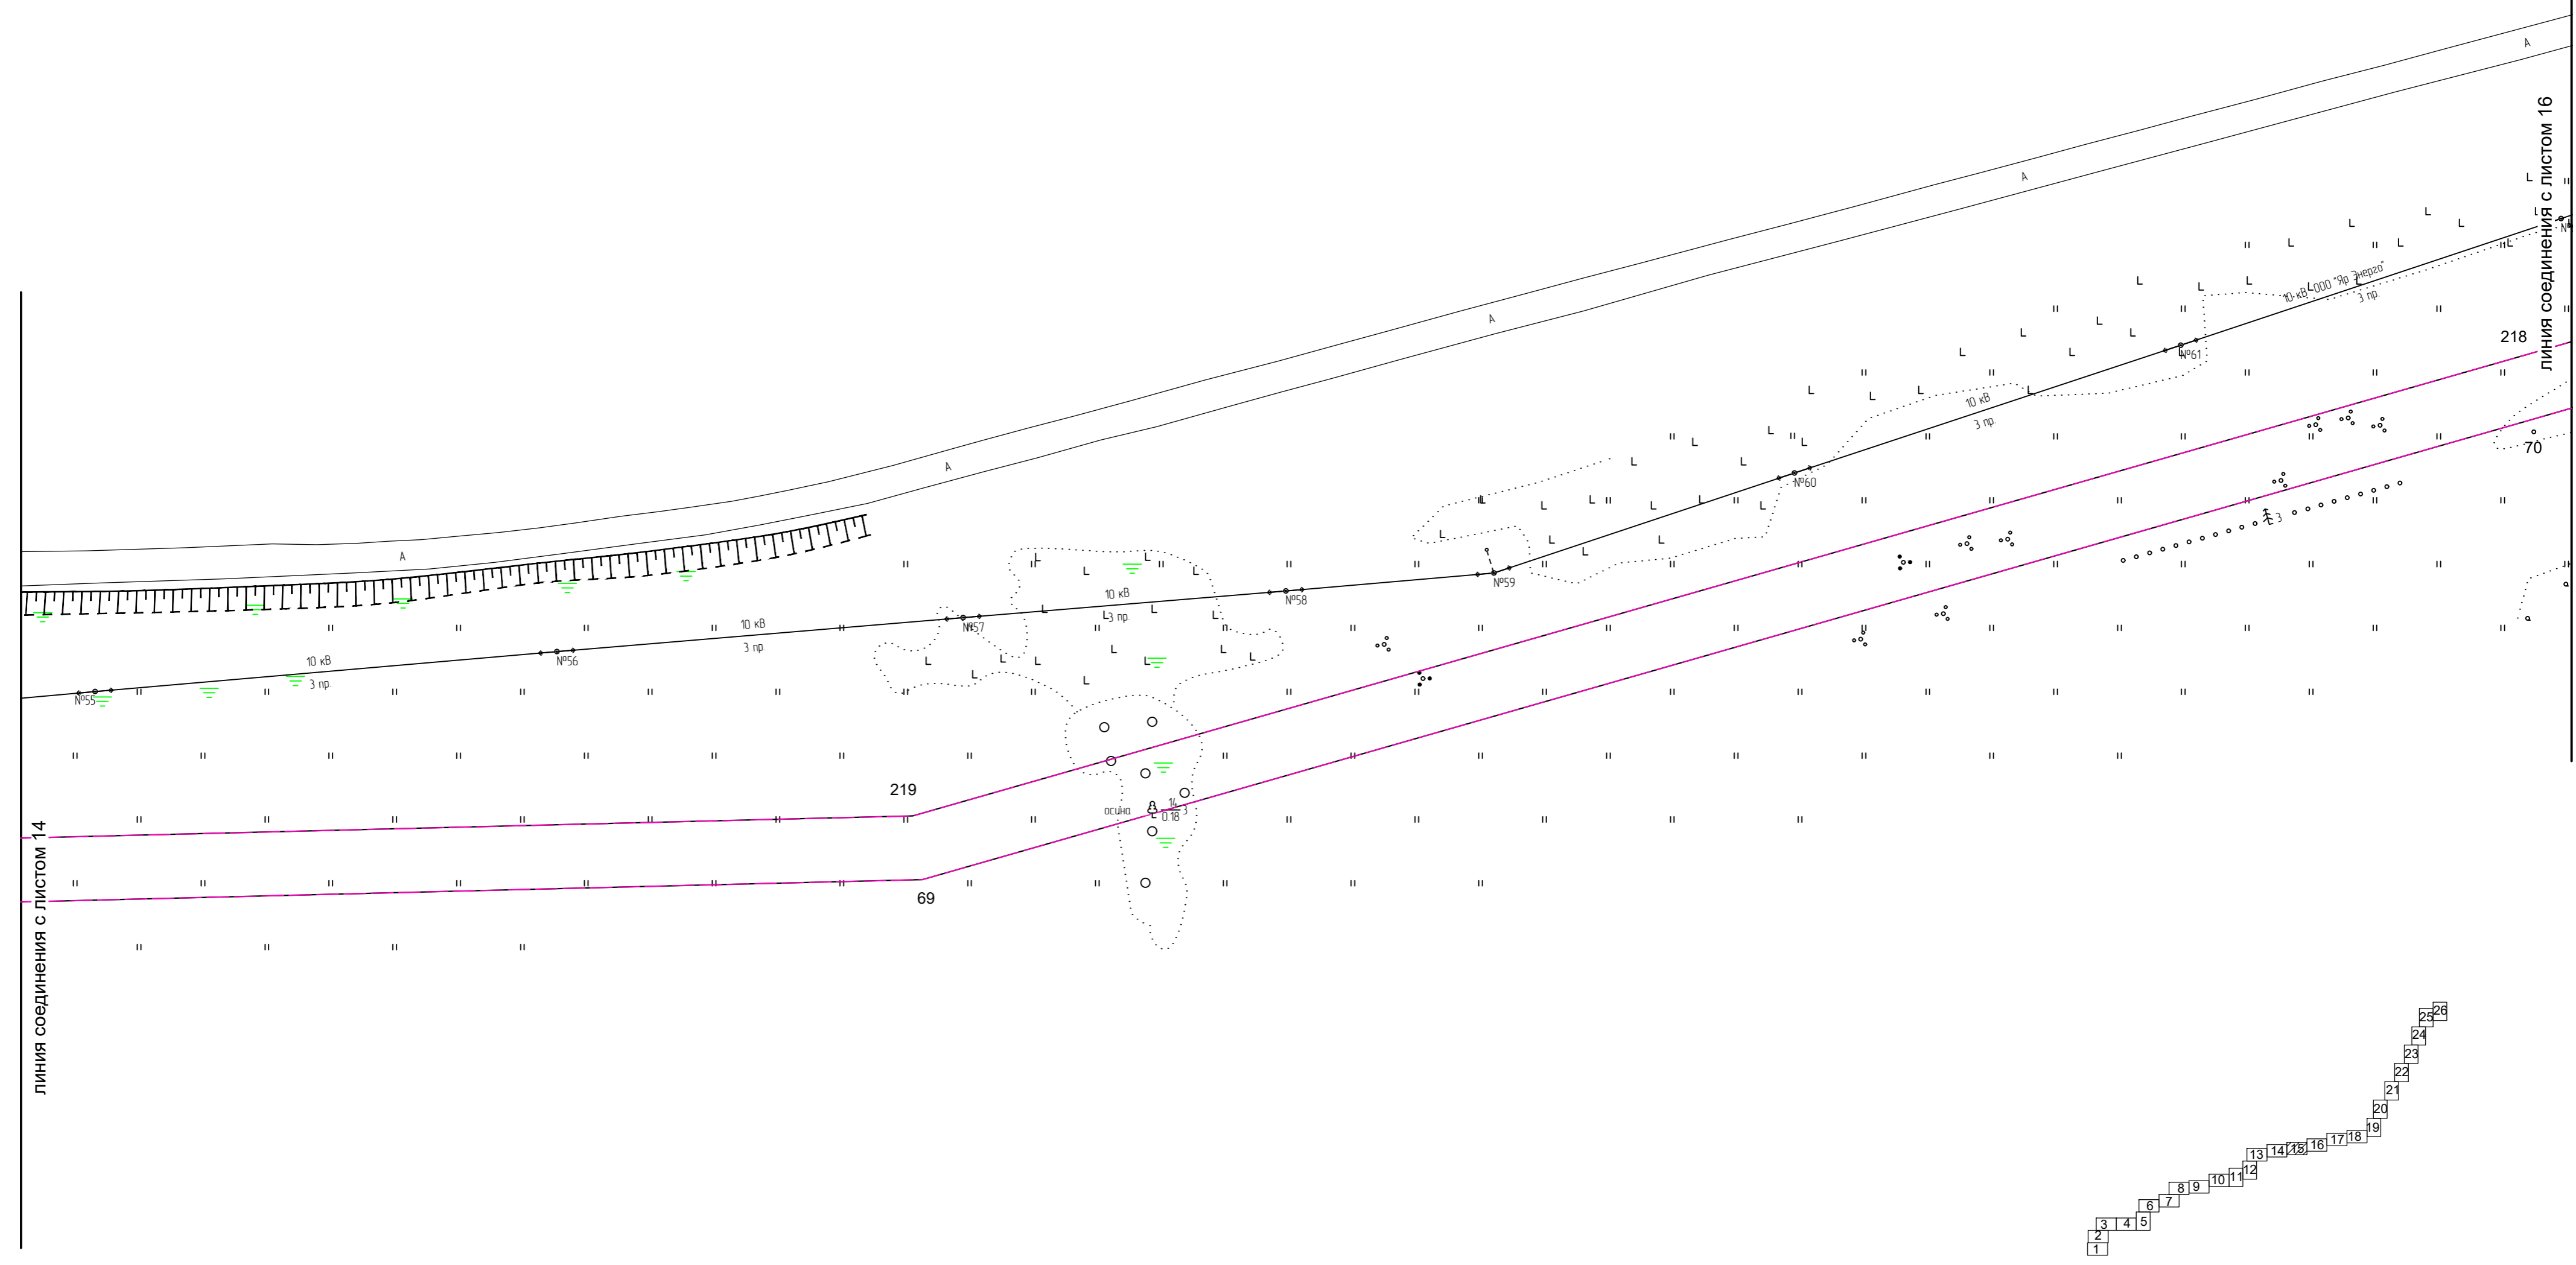 А
линия соединения с листом 16
А
10 кВ ООО "Яр Энерго"
3 пр.
№
218
А
№61
10 кВ
3 пр.
70
А
№60
3
А
№59
10 кВ
3 пр.
№58
№57
10 кВ
3 пр.
№56
10 кВ
3 пр.
№55
219
осина
14
0.18
3
69
линия соединения с листом 14
26
25
24
23
22
21
20
19
18
17
16
15
14
13
12
11
10
9
8
7
6
5
4
3
2
1